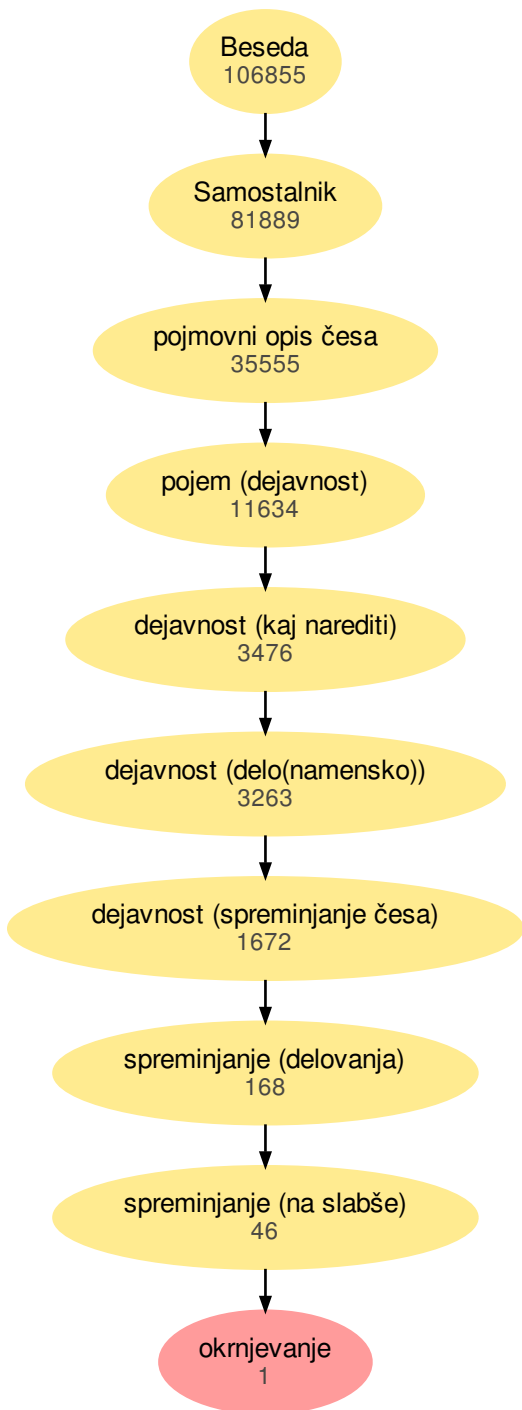 Beseda
106855
Samostalnik
81889
pojmovni opis česa
35555
pojem (dejavnost)
11634
dejavnost (kaj narediti)
3476
dejavnost (delo(namensko))
3263
dejavnost (spreminjanje česa)
1672
spreminjanje (delovanja)
168
spreminjanje (na slabše)
46
okrnjevanje
1